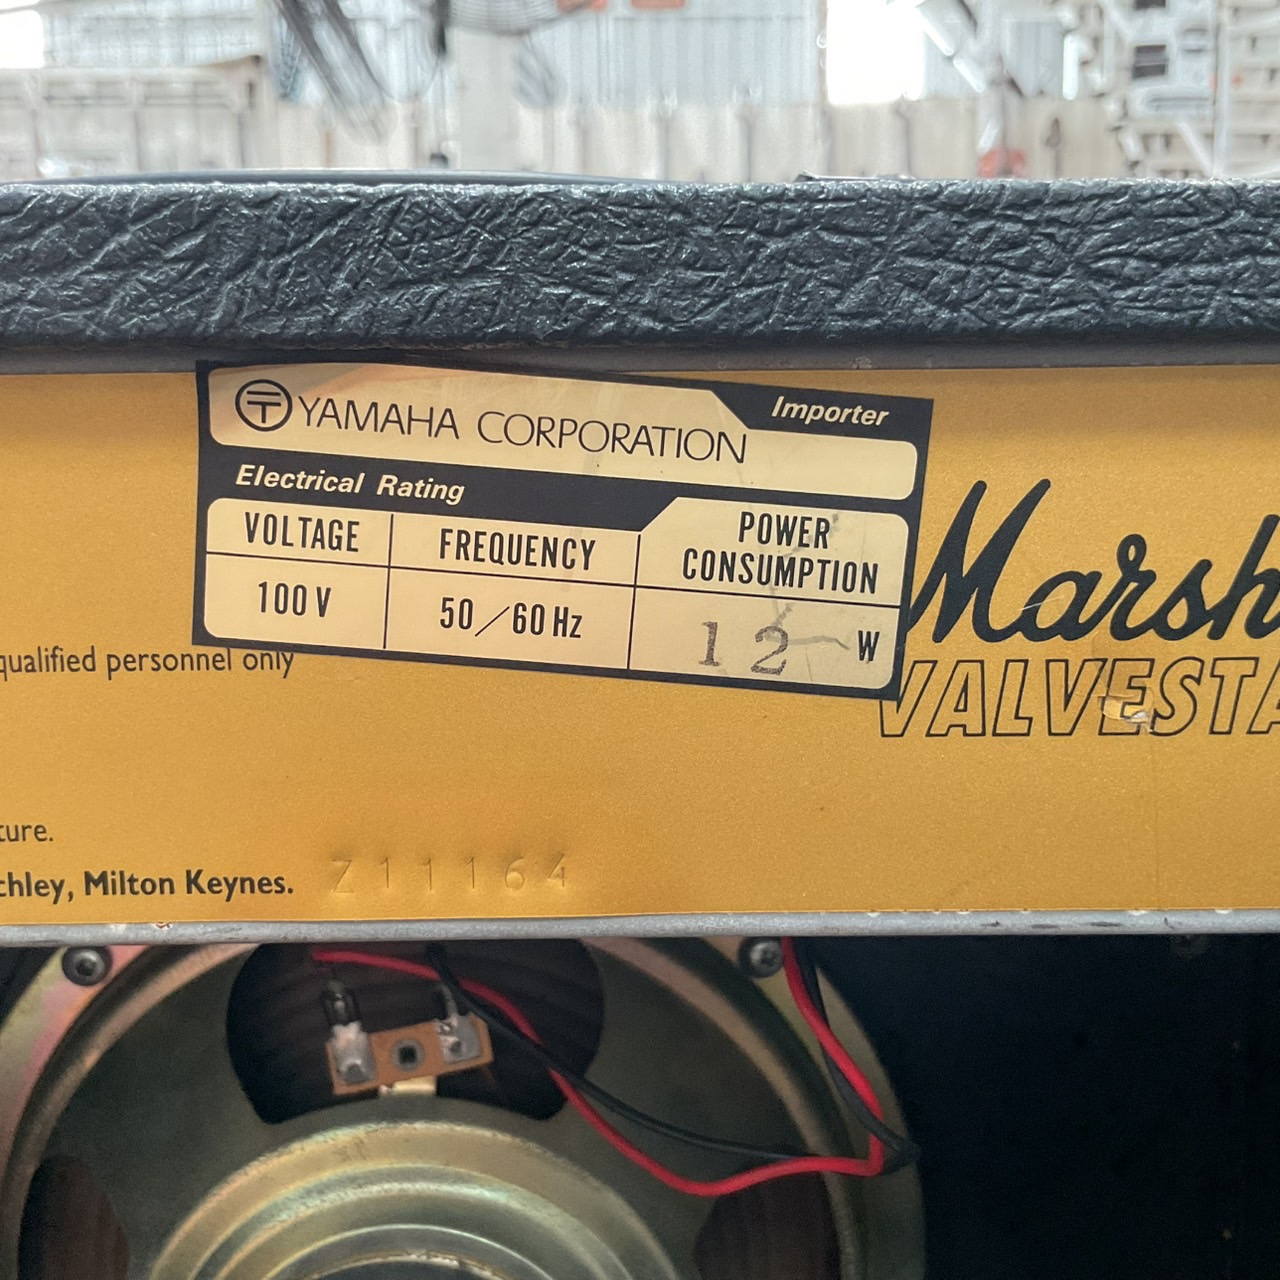 YAMAHA CORPORATION
Importer
Electrical Rating
VOLTAGE
FREQUENCY
POWER
CONSUMPTION
100V
50/60Hz
12 W
Marsh
VALVESTA
qualified personnel only
ture.
chley, Milton Keynes.
Z11164